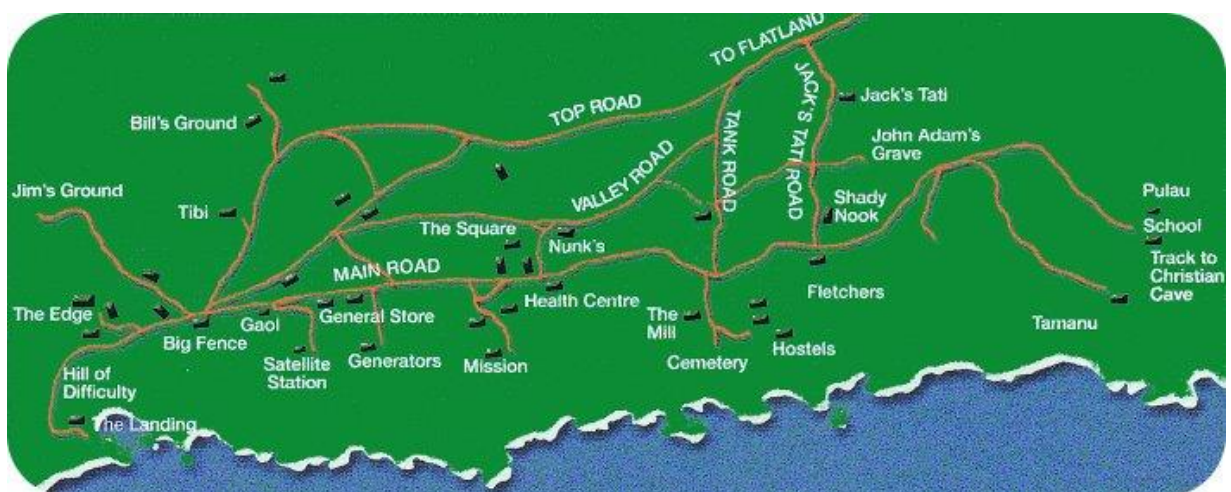 TO FLATLAND
TOP ROAD
JACK'S TATI ROAD
Jack's Tati
Bill's Ground
TANK ROAD
John Adam's
Grave
VALLEY ROAD
Jim's Ground
Tibi
Shady
Nook
Pulau
School
The Square
Nunk's
Track to
Christian
Cave
MAIN ROAD
Health Centre
Fletchers
The Edge
Gaol
General Store
The
Mill
Tamanu
Big Fence
Satellite
Station
Generators
Mission
Cemetery
Hostels
Hill of
Difficulty
The Landing